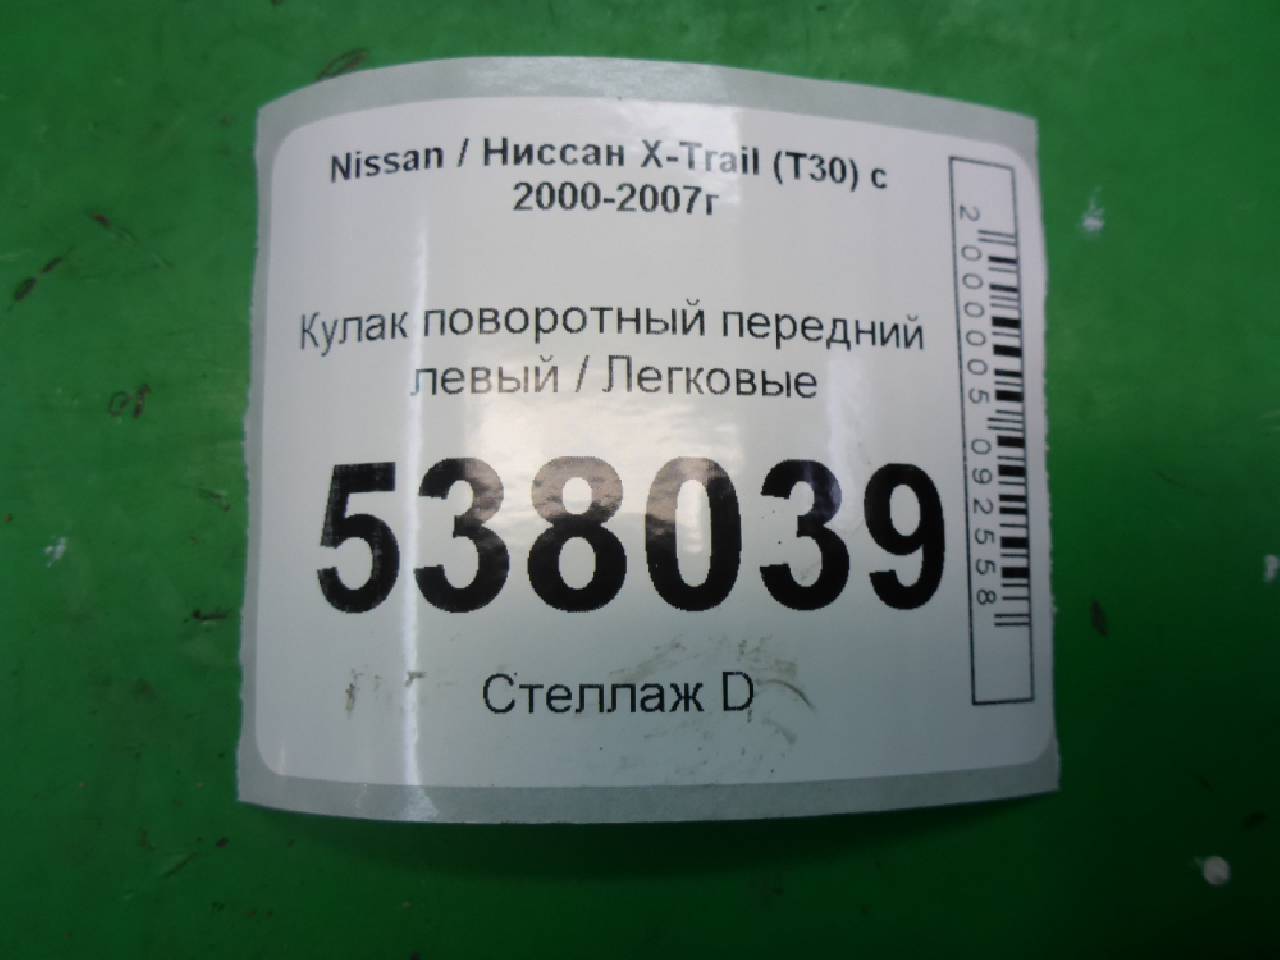 Nissan / Ниссан X-Trail (T30) с
2000-2007г
Кулак поворотный передний
левый / Легковые
538039
Стеллаж D
2000005092558